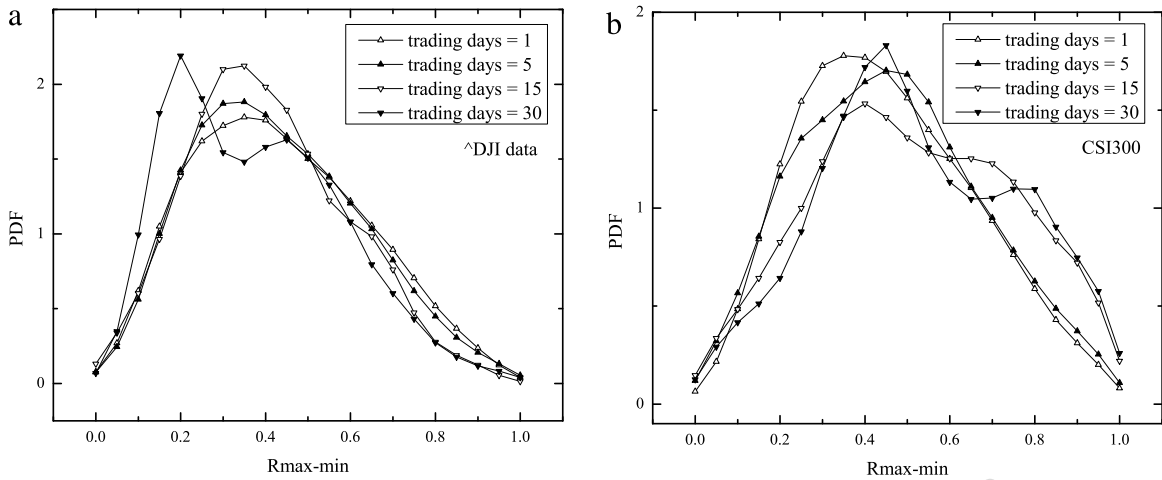 a
trading days = 1
trading days = 5
trading days = 15
trading days = 30
^DJI data
PDF
2
1
0
0.0 0.2 0.4 0.6 0.8 1.0
Rmax-min
b
trading days = 1
trading days = 5
trading days = 15
trading days = 30
CSI300
PDF
2
1
0
0.0 0.2 0.4 0.6 0.8 1.0
Rmax-min